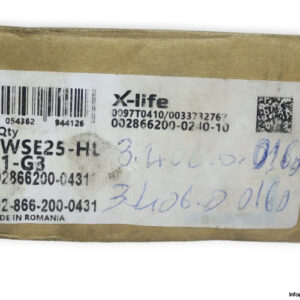 X-life
054362 944126
0097T0410/0033732767
002866200-0240-10
Qty
WSE25-HL
1-G3
02866200-0431
3.1406.0.0160
02-866-200-0431
3.1406.0.0160
DE IN ROMANIA